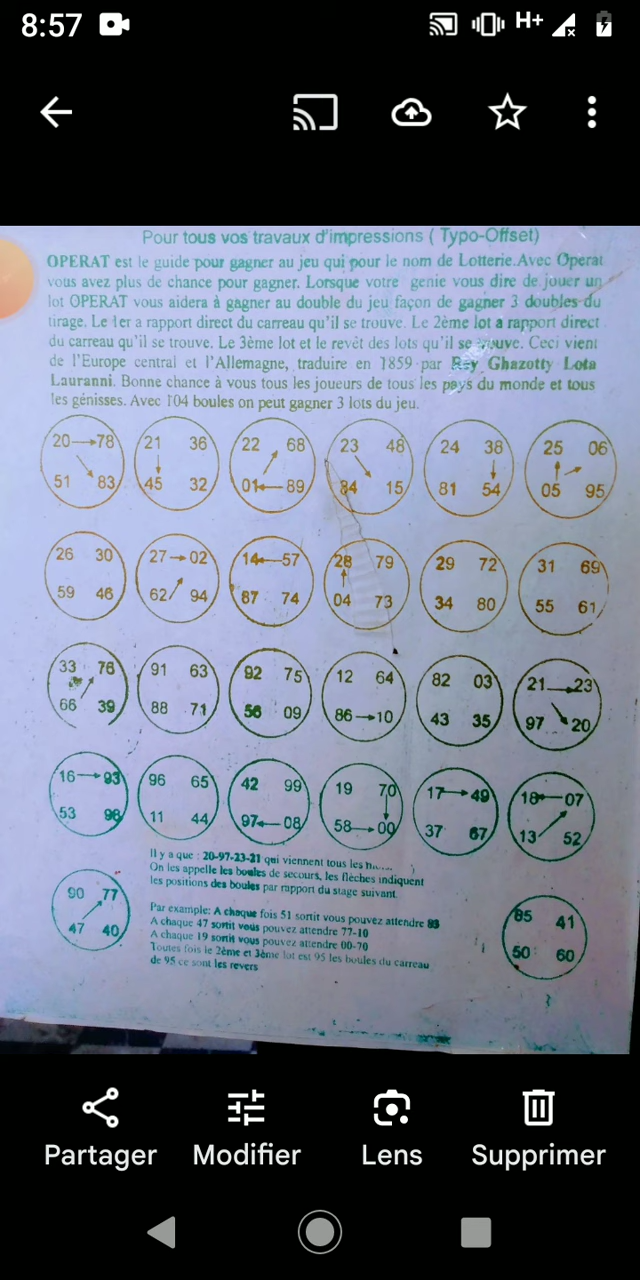 8:57
H+
Pour tous vos travaux d'impressions ( Typo-Offset)
OPERAT est le guide pour gagner au jeu qui pour le nom de Lotterie.Avec Operat
vous avez plus de chance pour gagner. Lorsque votre genie vous dire de jouer un
lot OPERAT vous aidera à gagner au double du jeu façon de gagner 3 doubles du
tirage. Le 1er a rapport direct du carreau qu'il se trouve. Le 2ème lot a rapport direct
du carreau qu'il se trouve. Le 3ème lot et le revêt des lots qu'il se trouve. Ceci vient
de l'Europe central et l'Allemagne, traduire en 1859 par Rey Ghazotty Lota
Lauranni. Bonne chance à vous tous les joueurs de tous les pays du monde et tous
les génisses. Avec 104 boules on peut gagner 3 lots du jeu.
20→78 21 36 22 68 23 48 24 38 25 06
51 83 45 32 01←89 84 15 81 54 05 95
26 30 27→02 14←57 28 79 29 72 31 69
59 46 62 94 87 74 04 73 34 80 55 61
33 76 91 63 92 75 12 64 82 03 21→23
66 39 88 71 56 09 86→10 43 35 97 20
16→93 96 65 42 99 19 70 17→49 18←07
53 98 11 44 97←08 58→00 37 67 13 52
Il y a que : 20-97-23-21 qui viennent tous les
On les appelle les boules de secours, les flèches indiquent
les positions des boules par rapport du stage suivant.
90 77
47 40
Par example: A chaque fois 51 sortit vous pouvez attendre 83
A chaque 47 sortit vous pouvez attendre 77-10
A chaque 19 sortit vous pouvez attendre 00-70
Toutes fois le 2ème et 3ème lot est 95 les boules du carreau
de 95 ce sont les revers
85 41
50 60
Partager Modifier Lens Supprimer